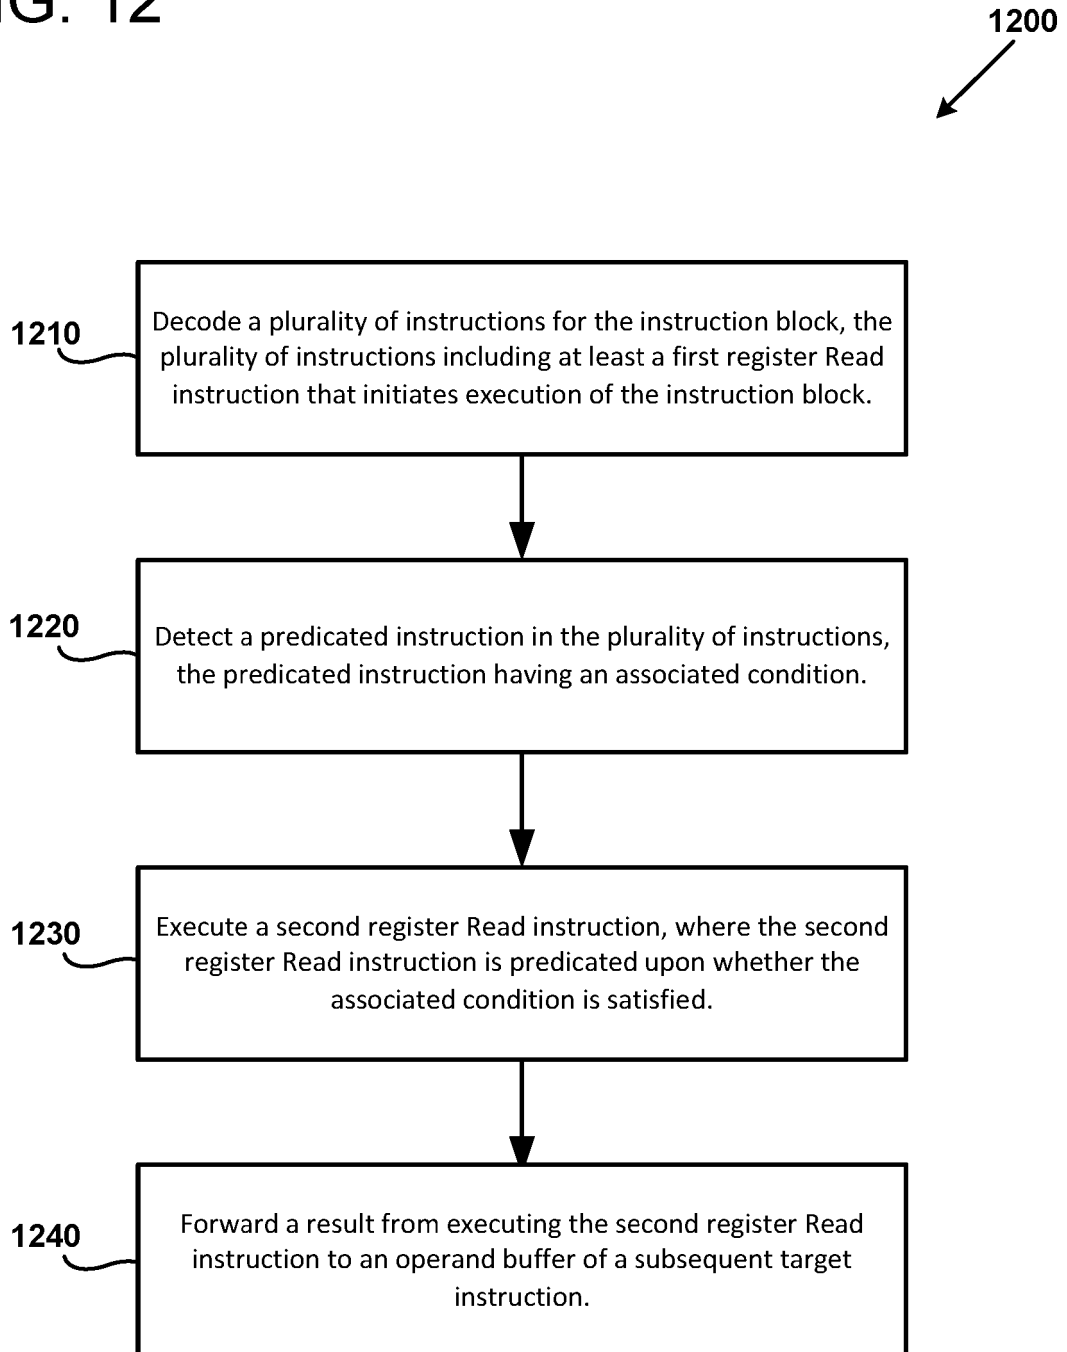 IG. 12
1200
1210
Decode a plurality of instructions for the instruction block, the
plurality of instructions including at least a first register Read
instruction that initiates execution of the instruction block.
1220
Detect a predicated instruction in the plurality of instructions,
the predicated instruction having an associated condition.
1230
Execute a second register Read instruction, where the second
register Read instruction is predicated upon whether the
associated condition is satisfied.
1240
Forward a result from executing the second register Read
instruction to an operand buffer of a subsequent target
instruction.